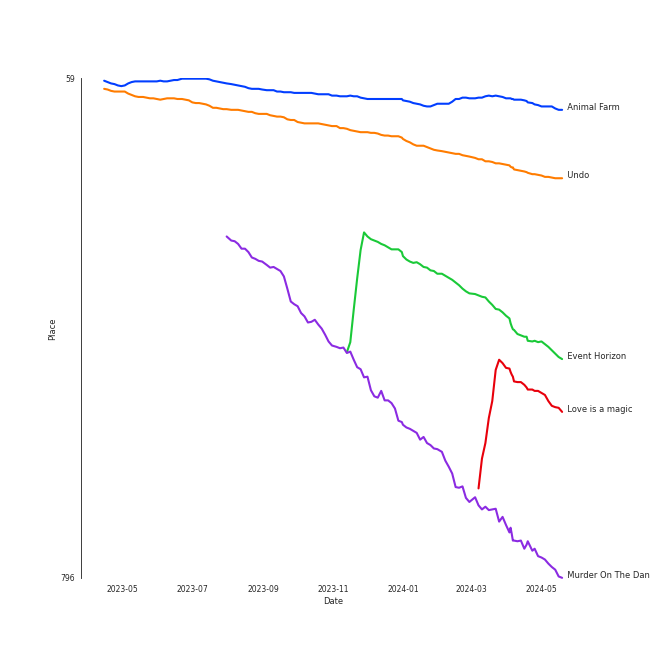 59
Animal Farm
Undo
Place
Event Horizon
Love is a magic
796
Murder On The Dan
2023-05 2023-07 2023-09 2023-11 2024-01 2024-03 2024-05
Date